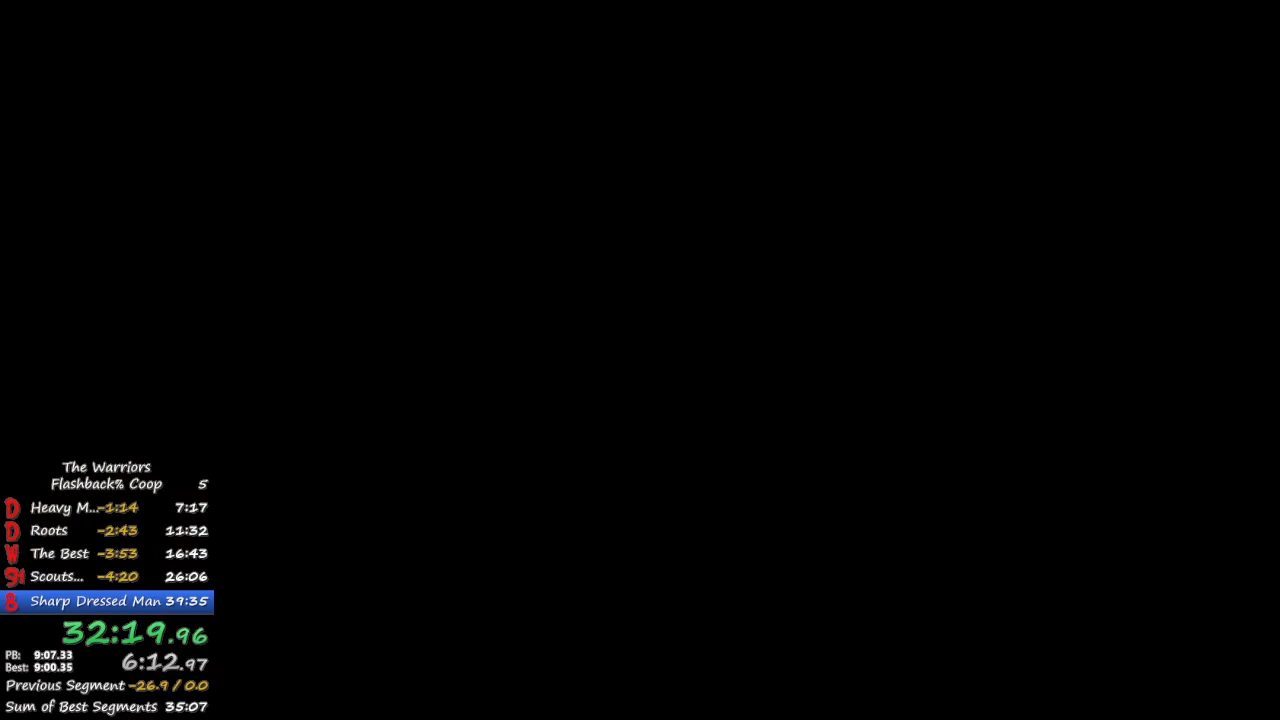 The Warriors
Flashback% Coop 5
D Heavy M... -1:14 7:17
D Roots -2:43 11:32
W The Best -3:53 16:43
91 Scouts... -4:20 26:06
B Sharp Dressed Man 39:35
32:19.96
PB: 9:07.33
Best: 9:00.35
6:12.97
Previous Segment -26.9 / 0.0
Sum of Best Segments 35:07